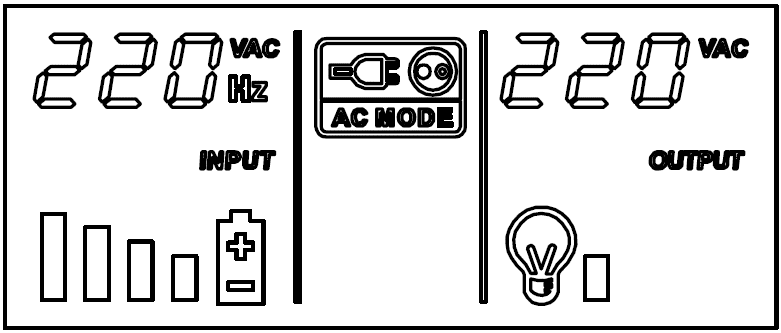 220 VAC
Hz
INPUT
AC MODE
220 VAC
OUTPUT